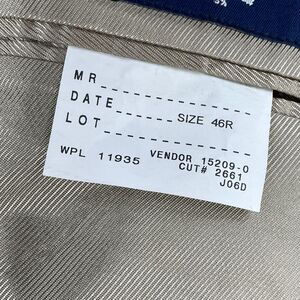 MR
DATE
SIZE 46R
LOT
WPL 11935 VENDOR 15209-0
CUT# 2661
J06D